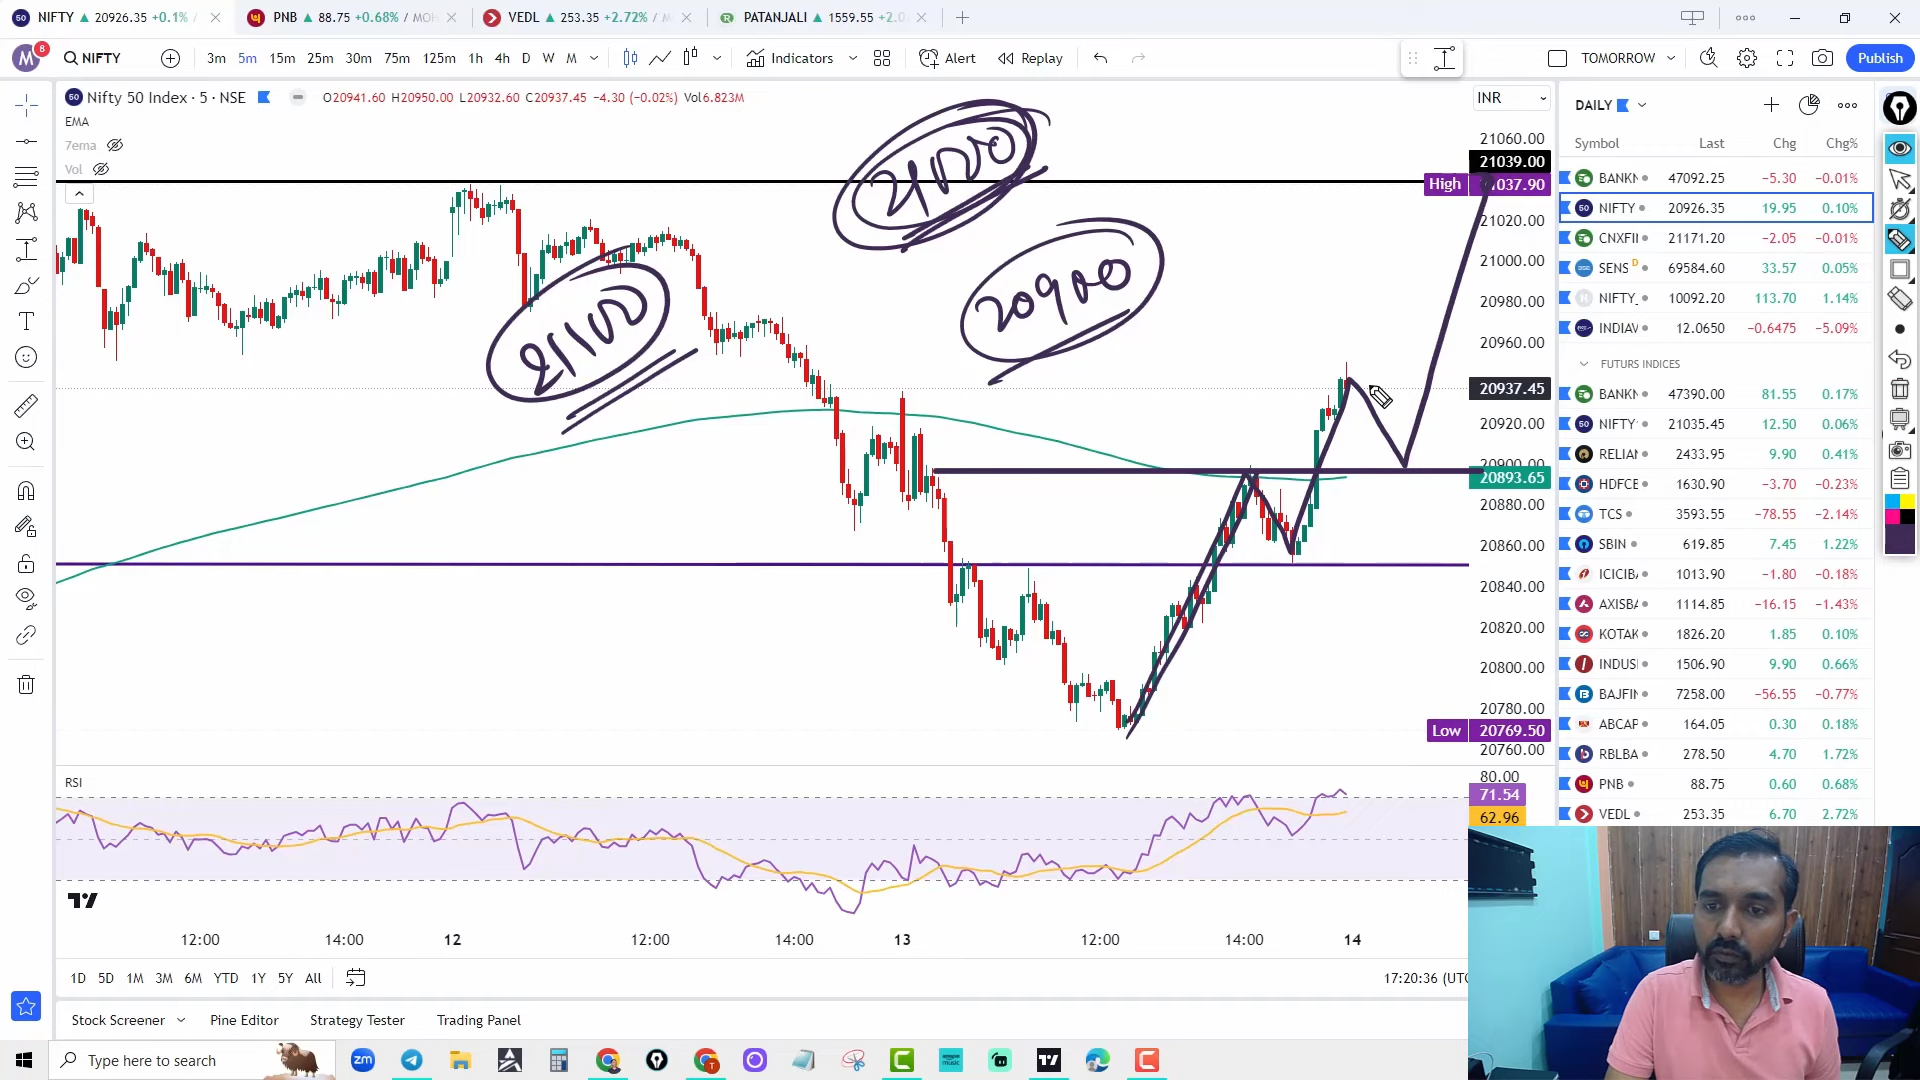 NIFTY ▲ 20926.35 +0.1% /
PNB ▲ 88.75 +0.68% / MOH
VEDL ▲ 253.35 +2.72% /
PATANJALI ▲ 1559.55
M 8
NIFTY
3m 5m 15m 25m 30m 75m 125m 1h 4h D W M
Indicators
Alert
Replay
TOMORROW
Publish
Nifty 50 Index · 5 · NSE
O20941.60 H20950.00 L20932.60 C20937.45 −4.30 (−0.02%) Vol6.823M
EMA
7ema
Vol
21100
20900
INR
21060.00
21039.00
High 21037.90
21020.00
21000.00
20980.00
20960.00
20937.45
20920.00
20900.00
20893.65
20880.00
20860.00
20840.00
20820.00
20800.00
20780.00
Low 20769.50
20760.00
RSI
80.00
71.54
62.96
12:00 14:00 12 12:00 14:00 13 12:00 14:00 14
1D 5D 1M 3M 6M YTD 1Y 5Y All
17:20:36 (UTC
Stock Screener
Pine Editor
Strategy Tester
Trading Panel
DAILY
Symbol Last Chg Chg%
BANKN 47092.25 −5.30 −0.01%
NIFTY 20926.35 19.95 0.10%
CNXFII 21171.20 −2.05 −0.01%
SENS D 69584.60 33.57 0.05%
NIFTY_ 10092.20 113.70 1.14%
INDIAV 12.0650 −0.6475 −5.09%
FUTURS INDICES
BANKN 47390.00 81.55 0.17%
NIFTY 21035.45 12.50 0.06%
RELIAN 2433.95 9.90 0.41%
HDFCE 1630.90 −3.70 −0.23%
TCS 3593.55 −78.55 −2.14%
SBIN 619.85 7.45 1.22%
ICICIB 1013.90 −1.80 −0.18%
AXISBA 1114.85 −16.15 −1.43%
KOTAK 1826.20 1.85 0.10%
INDUSI 1506.90 9.90 0.66%
BAJFIN 7258.00 −56.55 −0.77%
ABCAP 164.05 0.30 0.18%
RBLBA 278.50 4.70 1.72%
PNB 88.75 0.60 0.68%
VEDL 253.35 6.70 2.72%
Type here to search
zm